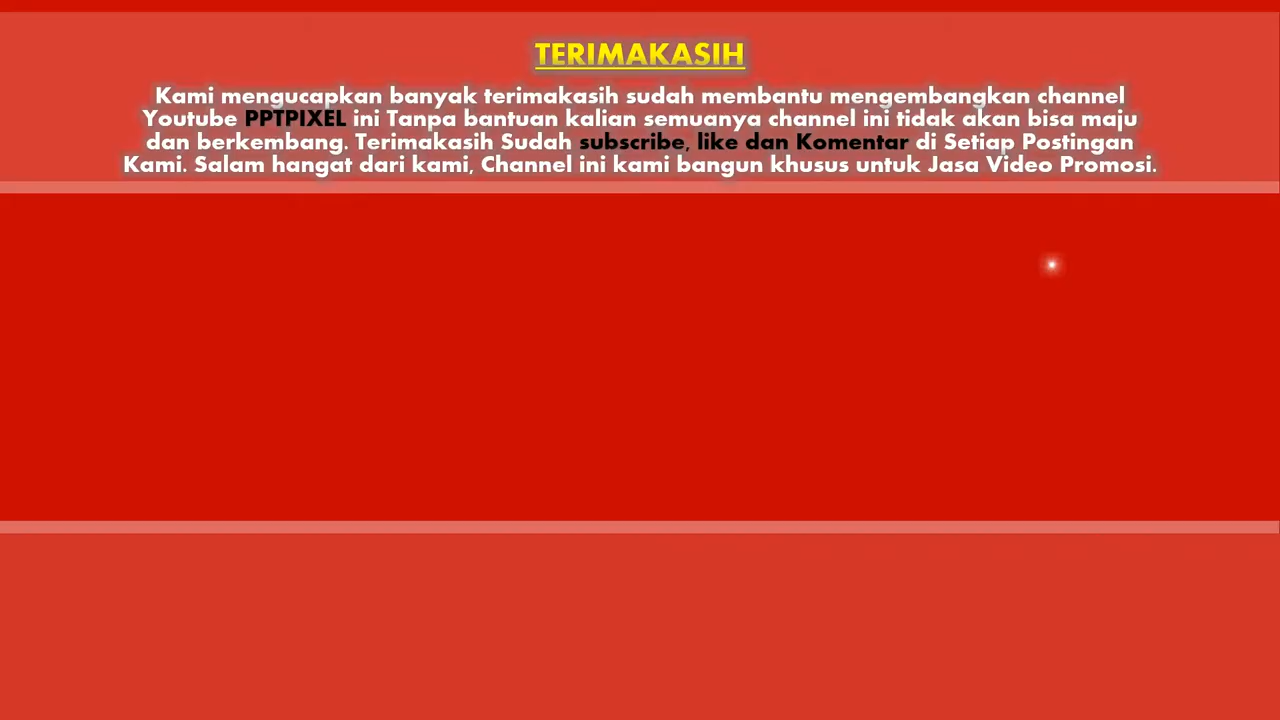 TERIMAKASIH
Kami mengucapkan banyak terimakasih sudah membantu mengembangkan channel
Youtube PPTPIXEL ini Tanpa bantuan kalian semuanya channel ini tidak akan bisa maju
dan berkembang. Terimakasih Sudah subscribe, like dan Komentar di Setiap Postingan
Kami. Salam hangat dari kami, Channel ini kami bangun khusus untuk Jasa Video Promosi.